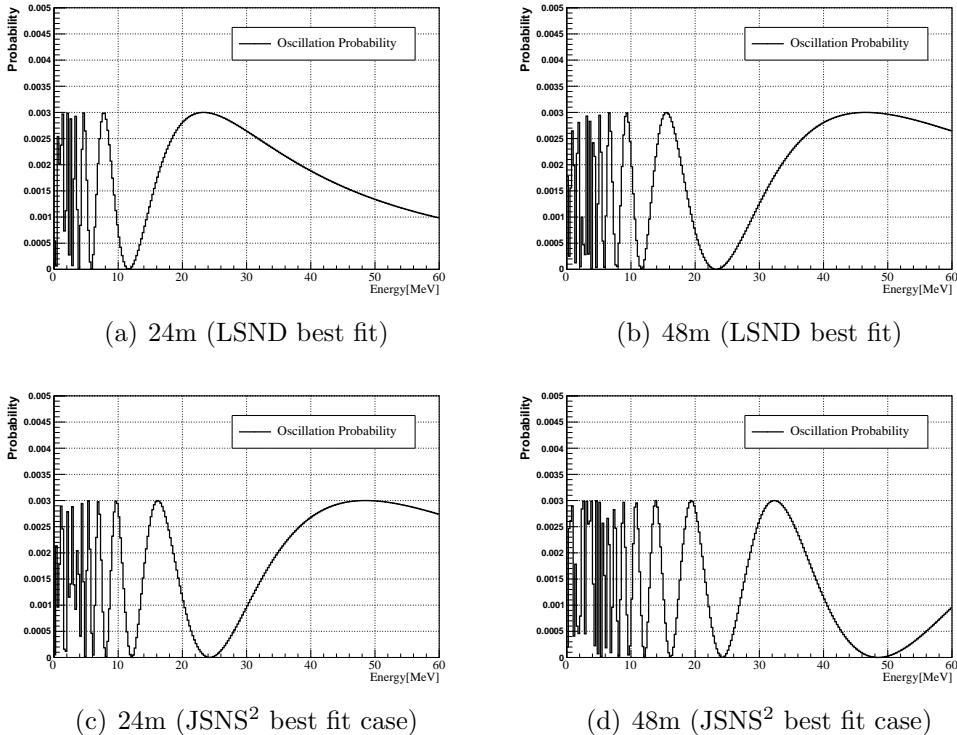 Probability
0.005
0.0045
0.004
0.0035
0.003
0.0025
0.002
0.0015
0.001
0.0005
0
Oscillation Probability
0 10 20 30 40 50 60
Energy[MeV]
(a) 24m (LSND best fit)
Probability
0.005
0.0045
0.004
0.0035
0.003
0.0025
0.002
0.0015
0.001
0.0005
0
Oscillation Probability
0 10 20 30 40 50 60
Energy[MeV]
(b) 48m (LSND best fit)
Probability
0.005
0.0045
0.004
0.0035
0.003
0.0025
0.002
0.0015
0.001
0.0005
0
Oscillation Probability
0 10 20 30 40 50 60
Energy[MeV]
(c) 24m (JSNS² best fit case)
Probability
0.005
0.0045
0.004
0.0035
0.003
0.0025
0.002
0.0015
0.001
0.0005
0
Oscillation Probability
0 10 20 30 40 50 60
Energy[MeV]
(d) 48m (JSNS² best fit case)